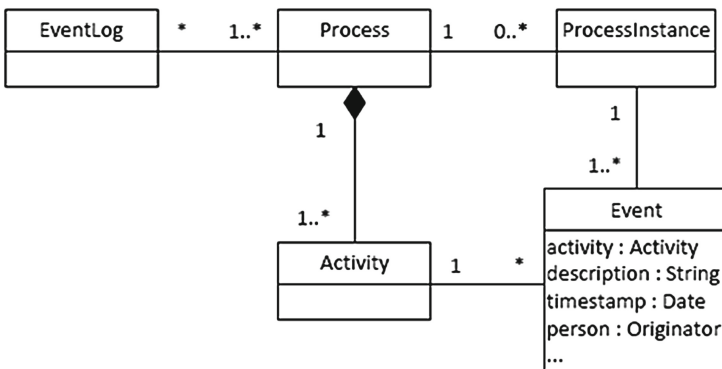 EventLog * 1..* Process 1 0..* ProcessInstance
1 1
1..*
1..* Event
Activity 1 * activity : Activity
description : String
timestamp : Date
person : Originator
...